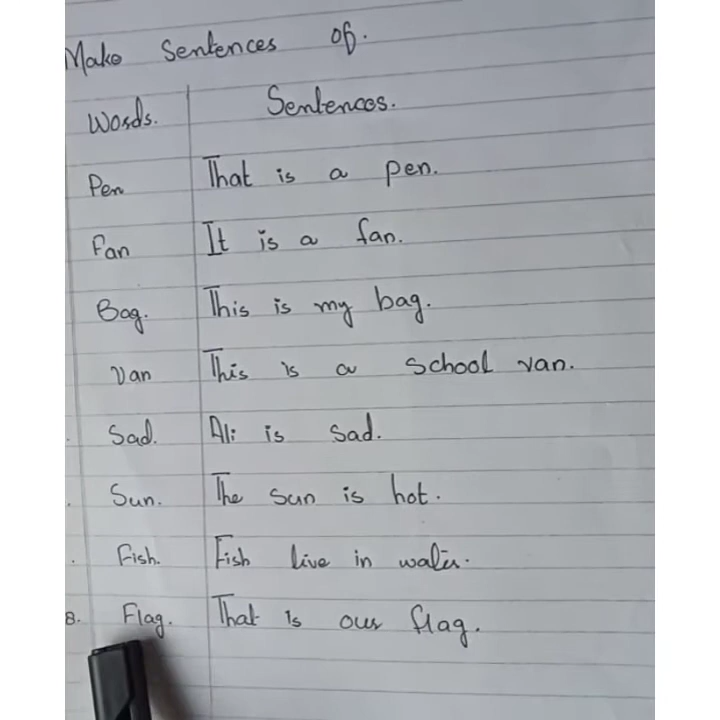 Make Sentences of.
Words. Sentences.
Pen That is a pen.
Fan It is a fan.
Bag. This is my bag.
Van This is a School van.
Sad. Ali is sad.
Sun. The sun is hot.
Fish. Fish live in water.
8. Flag. That is our flag.